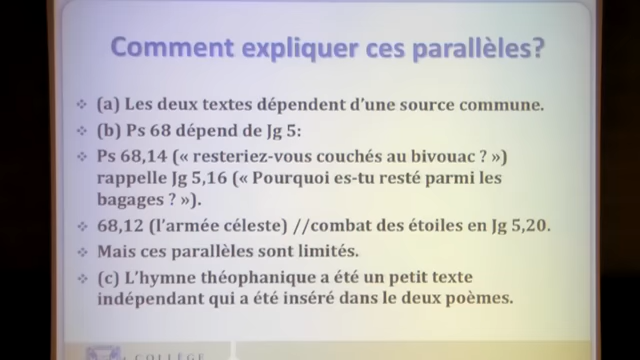 Comment expliquer ces parallèles?
(a) Les deux textes dépendent d'une source commune.
(b) Ps 68 dépend de Jg 5:
Ps 68,14 (« resteriez-vous couchés au bivouac ? »)
rappelle Jg 5,16 (« Pourquoi es-tu resté parmi les
bagages ? »).
68,12 (l'armée céleste) //combat des étoiles en Jg 5,20.
Mais ces parallèles sont limités.
(c) L'hymne théophanique a été un petit texte
indépendant qui a été inséré dans le deux poèmes.
COLLÈGE